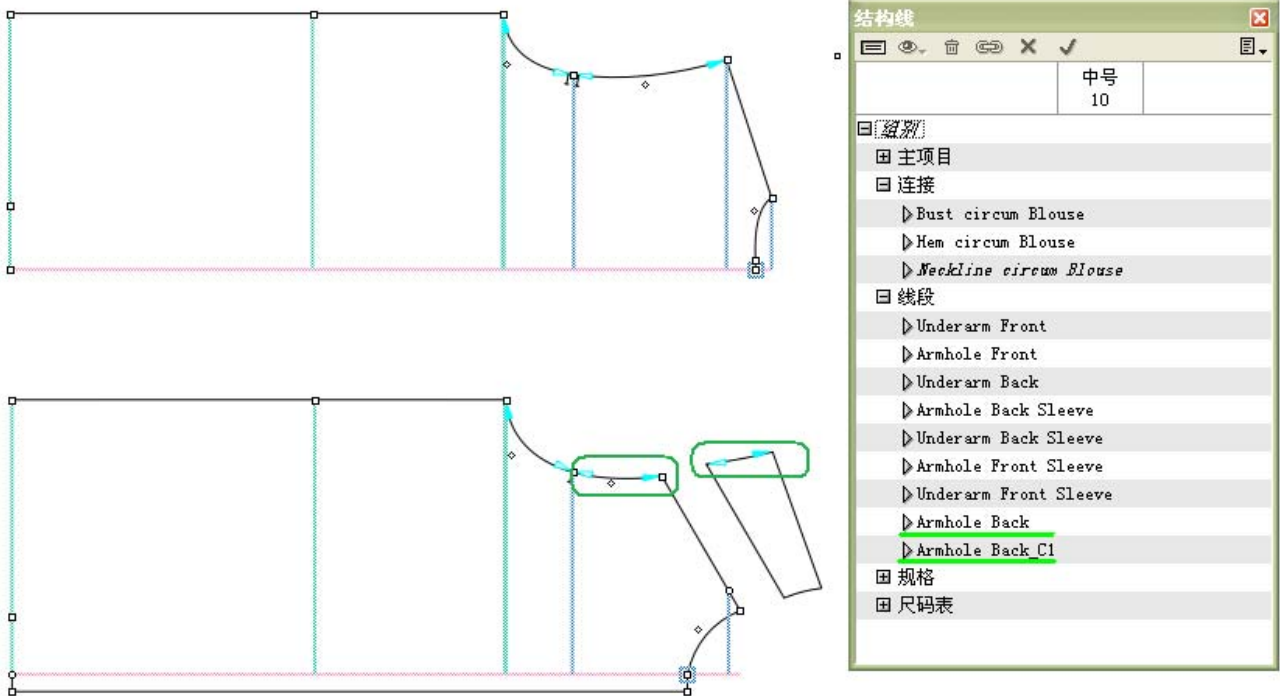 结构线
中号
10
组别
主项目
连接
Bust circum Blouse
Hem circum Blouse
Neckline circum Blouse
线段
Underarm Front
Armhole Front
Underarm Back
Armhole Back Sleeve
Underarm Back Sleeve
Armhole Front Sleeve
Underarm Front Sleeve
Armhole Back
Armhole Back_C1
规格
尺码表